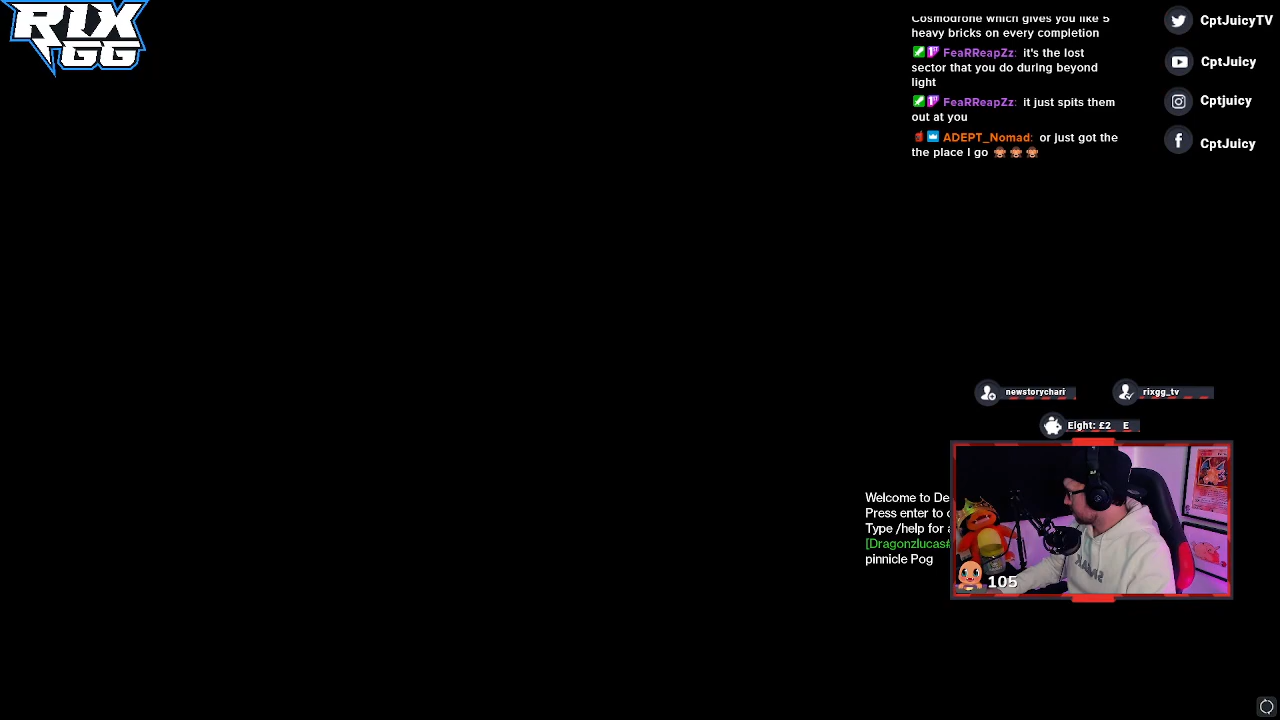 RIX
GG
Cosmodrone which gives you like 5
heavy bricks on every completion
FeaRReapZz: it's the lost
sector that you do during beyond
light
FeaRReapZz: it just spits them
out at you
ADEPT_Nomad: or just got the
the place I go
CptJuicyTV
CptJuicy
Cptjuicy
CptJuicy
newstorychari
rixgg_tv
Eight: £2 E
Welcome to De
Press enter to
Type /help for
[Dragonzlucas#
pinnicle Pog
105